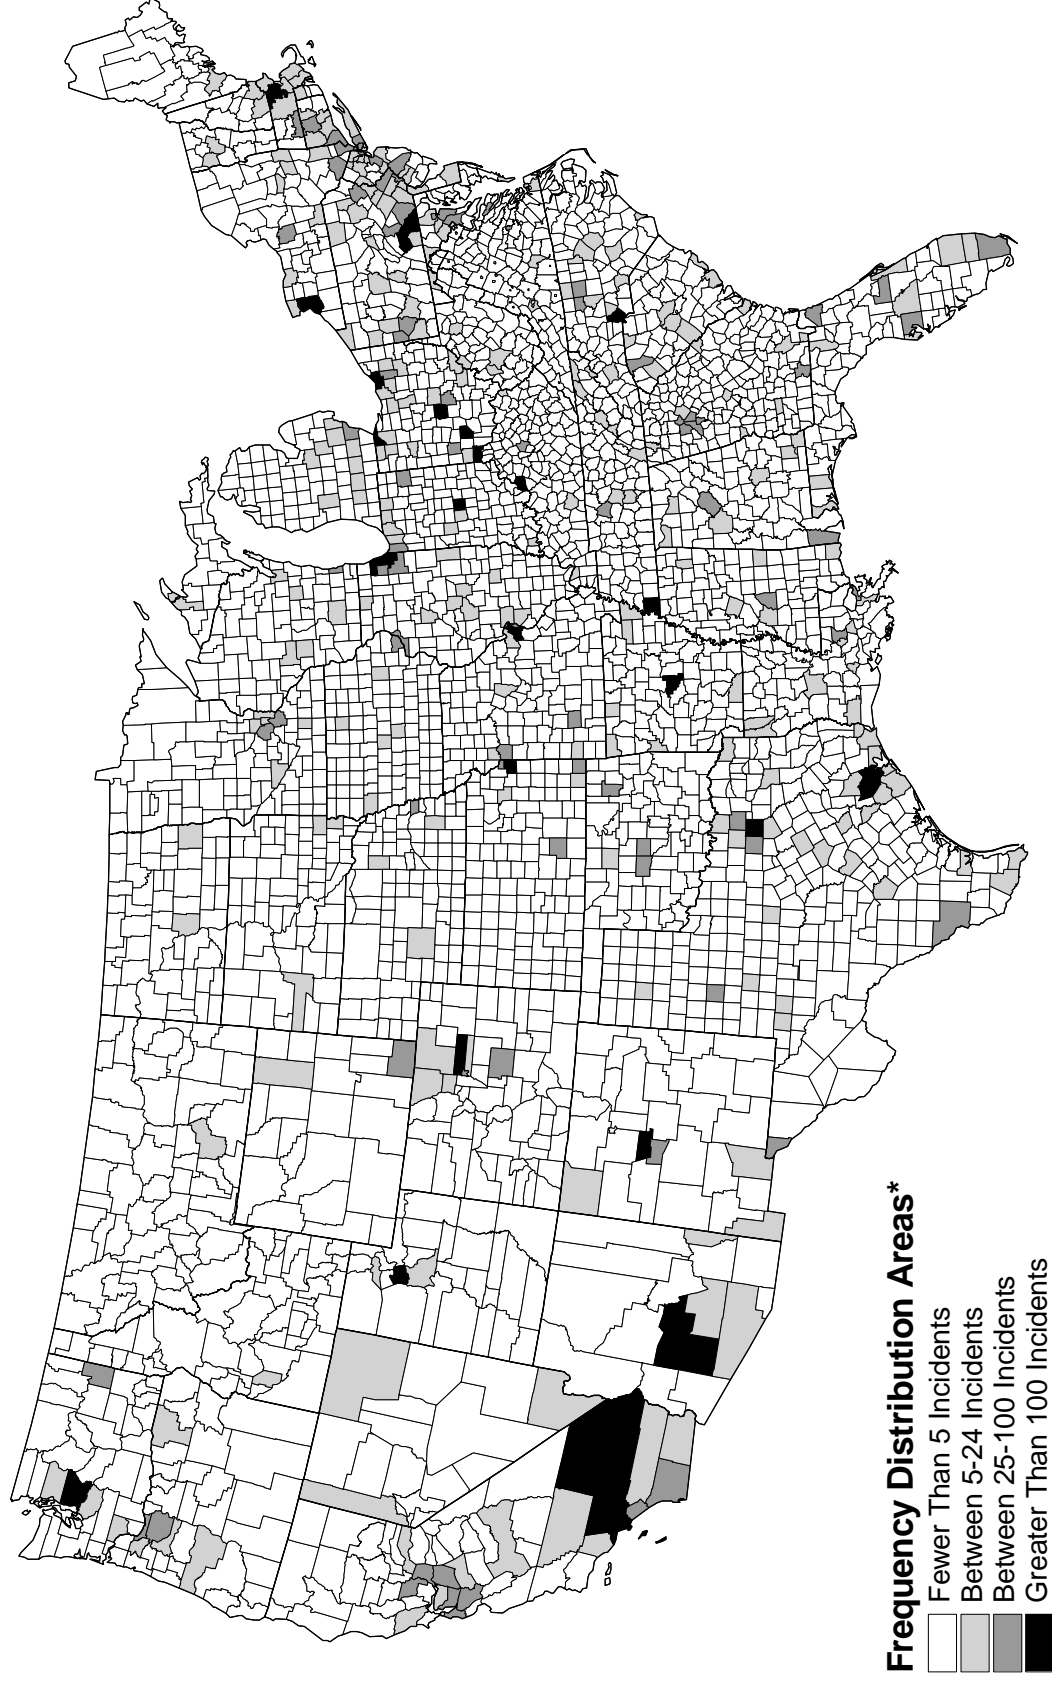 Frequency Distribution Areas*
Fewer Than 5 Incidents
Between 5-24 Incidents
Between 25-100 Incidents
Greater Than 100 Incidents